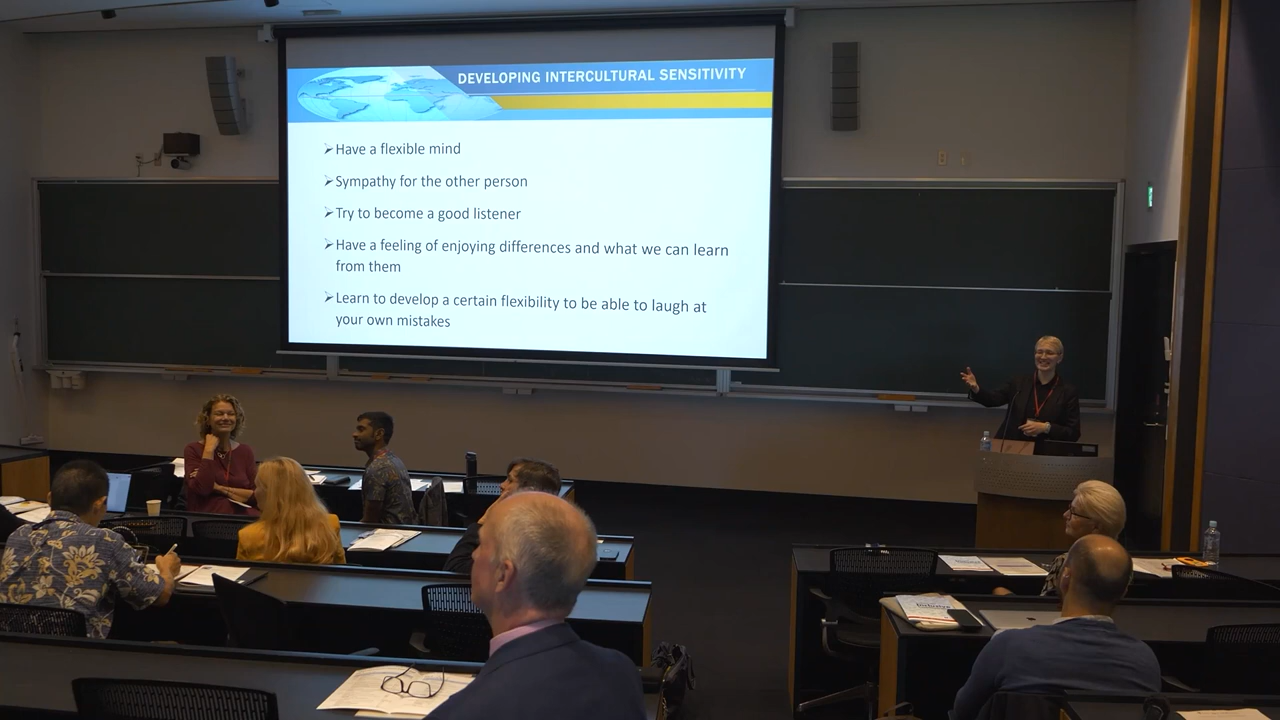 DEVELOPING INTERCULTURAL SENSITIVITY
➢Have a flexible mind
➢Sympathy for the other person
➢Try to become a good listener
➢Have a feeling of enjoying differences and what we can learn
from them
➢Learn to develop a certain flexibility to be able to laugh at
your own mistakes